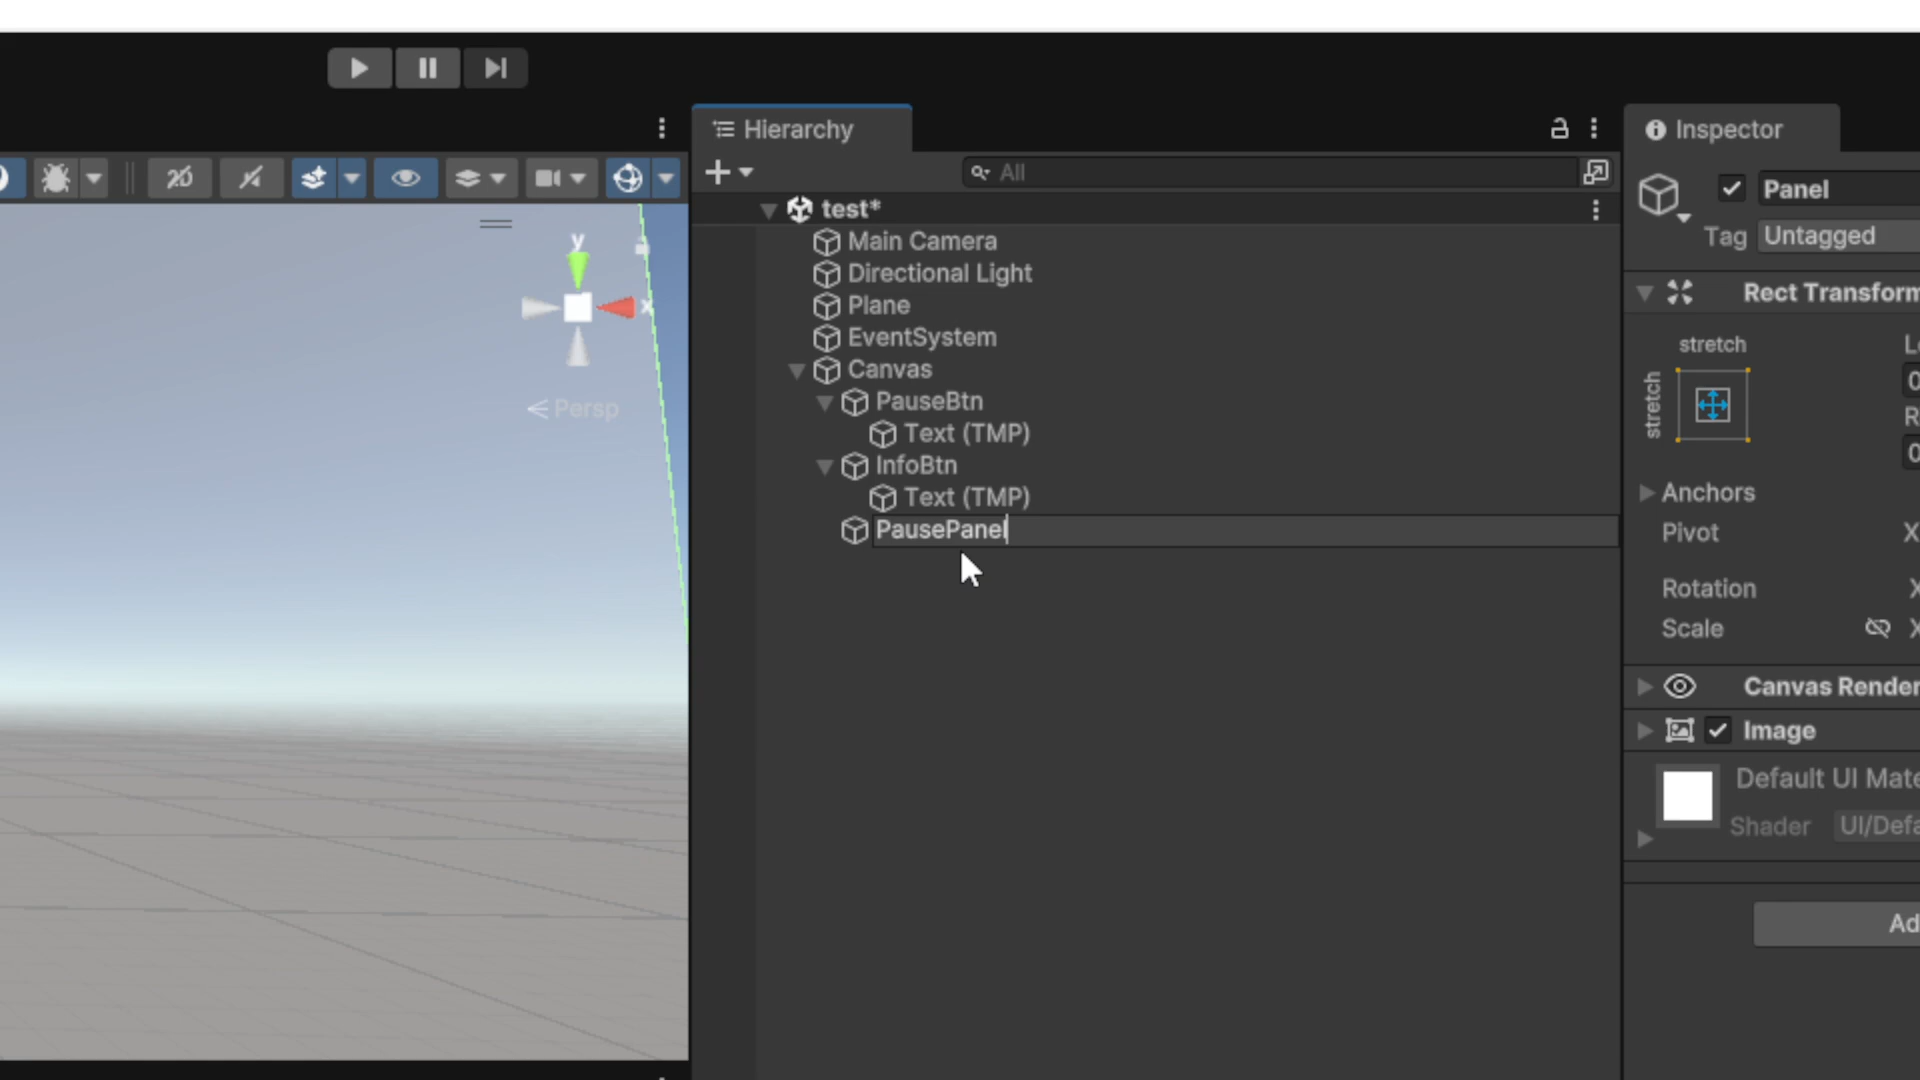 Hierarchy
Inspector
2D
All
Panel
test*
Tag Untagged
Main Camera
Directional Light
Plane
EventSystem
Canvas
PauseBtn
Text (TMP)
InfoBtn
Text (TMP)
PausePanel
y
x
Persp
Rect Transform
stretch
stretch
Anchors
Pivot X
Rotation X
Scale X
Canvas Render
Image
Default UI Mate
Shader UI/Defa
Ad